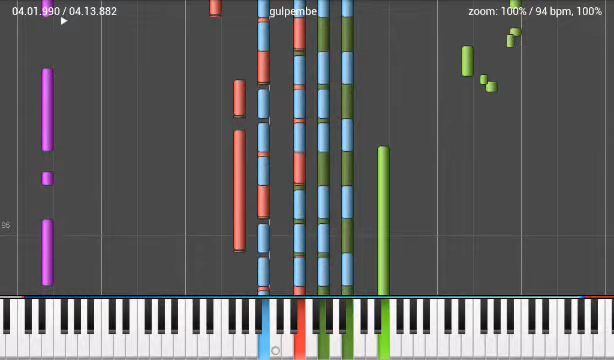 04.01.990 / 04.13.882
gulpembe
zoom: 100% / 94 bpm, 100%